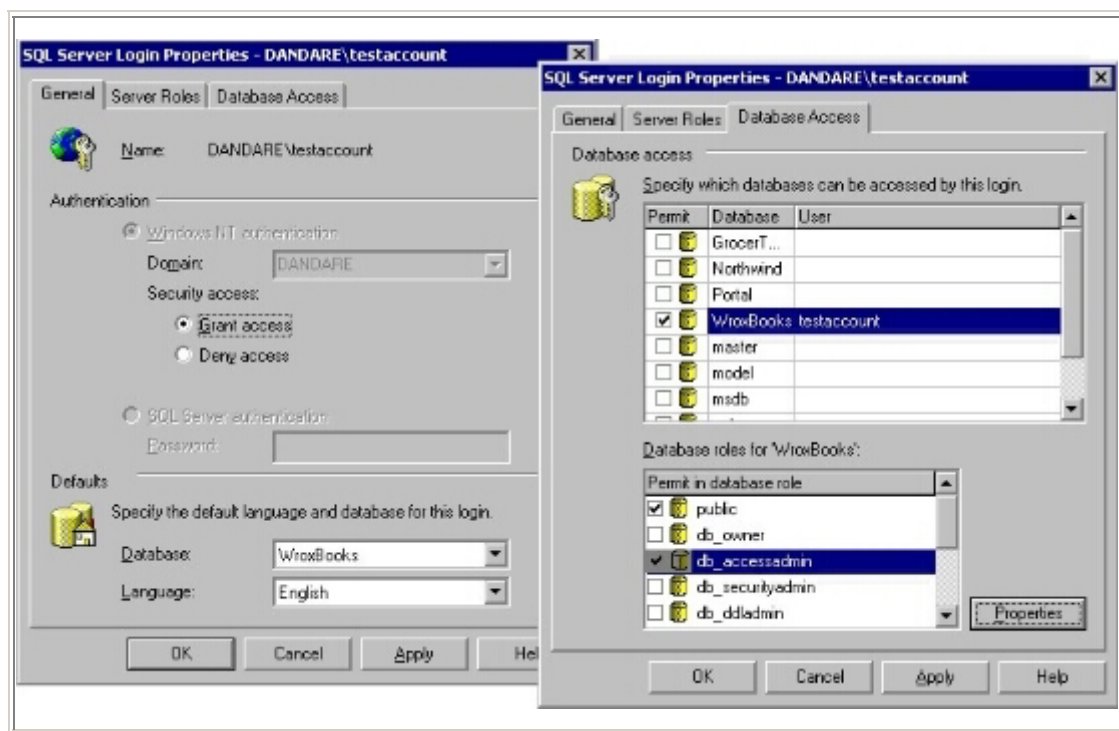 SQL Server Login Properties - DANDARE\testaccount
General Server Roles Database Access
Name: DANDARE\testaccount
Authentication
Windows NT authentication
Domain: DANDARE
Security access:
Grant access
Deny access
SQL Server authentication
Password:
Defaults
Specify the default language and database for this login.
Database: WroxBooks
Language: English
OK Cancel Apply Hel
SQL Server Login Properties - DANDARE\testaccount
General Server Roles Database Access
Database access
Specify which databases can be accessed by this login.
Permit Database User
GrocerT...
Northwind
Portal
WroxBooks testaccount
master
model
msdb
Database roles for 'WroxBooks':
Permit in database role
public
db_owner
db_accessadmin
db_securityadmin
db_ddladmin
Properties
OK Cancel Apply Help